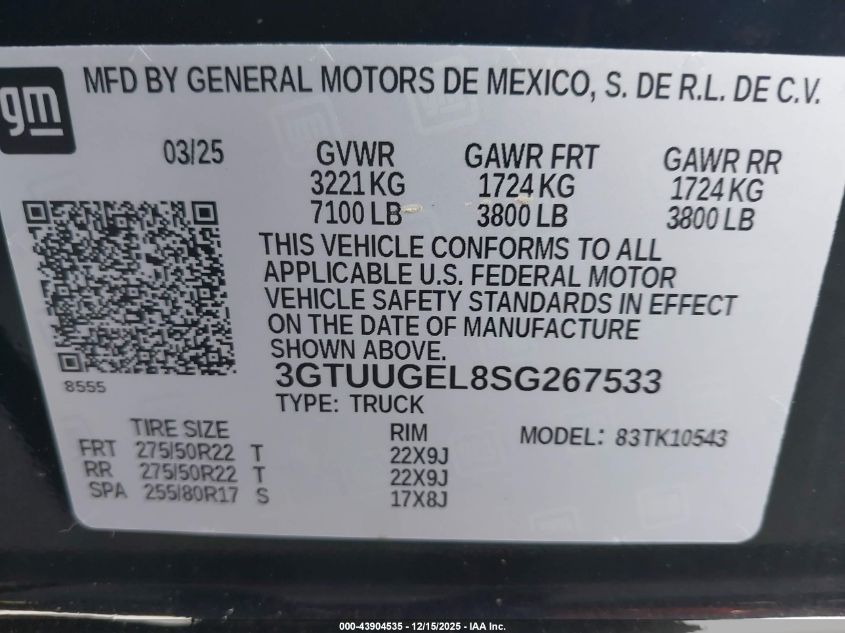 gm
MFD BY GENERAL MOTORS DE MEXICO, S. DE R.L. DE C.V.
03/25 GVWR GAWR FRT GAWR RR
3221 KG 1724 KG 1724 KG
7100 LB 3800 LB 3800 LB
THIS VEHICLE CONFORMS TO ALL
APPLICABLE U.S. FEDERAL MOTOR
VEHICLE SAFETY STANDARDS IN EFFECT
ON THE DATE OF MANUFACTURE
SHOWN ABOVE.
8555
3GTUUGEL8SG267533
TYPE: TRUCK
TIRE SIZE RIM MODEL: 83TK10543
FRT 275/50R22 T 22X9J
RR 275/50R22 T 22X9J
SPA 255/80R17 S 17X8J
000-43904535 - 12/15/2025 - IAA Inc.